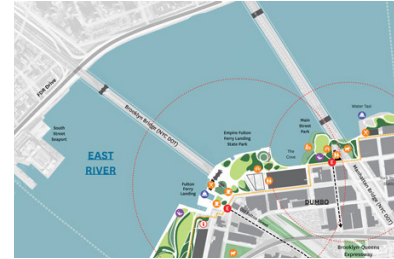 FDR Drive
South
Street
Seaport
EAST
RIVER
Brooklyn Bridge (NYC DOT)
Empire Fulton
Ferry Landing
State Park
Fulton
Ferry
Landing
Main
Street
Park
The
Cove
Water Taxi
DUMBO
Manhattan Bridge (NYC DOT)
Brooklyn-Queens
Expressway